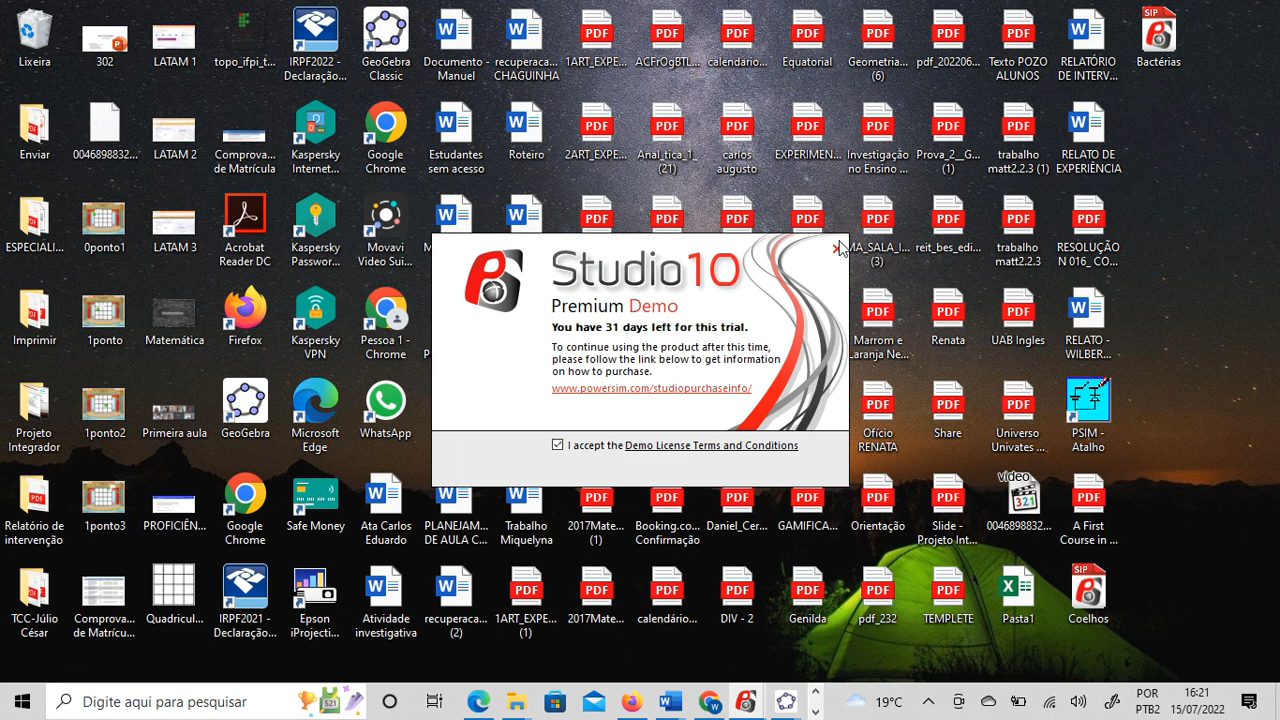 Lixeira
302
LATAM 1
topo_ifpi_t...
IRPF2022 -
Declaração...
GeoGebra
Classic
Documento -
Manuel
recuperaca...
CHAGUINHA
1ART_EXPE...
ACFrOgBTL...
calendário...
Equatorial
Geometria...
(6)
pdf_202206...
Texto POZO
ALUNOS
RELATÓRIO
DE INTERV...
SIP
Bactérias
Enviar
0046898832...
LATAM 2
Comprova...
de Matrícula
Kaspersky
Internet...
Google
Chrome
Estudantes
sem acesso
Roteiro
2ART_EXPE...
Anal_tica_1_
(21)
carlos
augusto
EXPERIMEN...
Investigação
no Ensino ...
Prova_2__G...
(1)
trabalho
matt2.2.3 (1)
RELATO DE
EXPERIÊNCIA
ESPECIALI...
0ponto1
LATAM 3
Acrobat
Reader DC
Kaspersky
Passwor...
Movavi
Video Sui...
MA_SALA_I...
(3)
reit_bes_edi...
trabalho
matt2.2.3
RESOLUÇÃO
N 016_ CO...
Studio10
Premium Demo
You have 31 days left for this trial.
To continue using the product after this time,
please follow the link below to get information
on how to purchase.
www.powersim.com/studiopurchaseinfo/
I accept the Demo License Terms and Conditions
Imprimir
1ponto
Matemática
Firefox
Kaspersky
VPN
Pessoa 1 -
Chrome
Marrom e
Laranja Ne...
Renata
UAB Ingles
RELATO -
WILBER...
Projeto
Integrador
1ponto2
Primeira aula
GeoGebra
Microsoft
Edge
WhatsApp
Ofício
RENATA
Share
Universo
Univates ...
PSIM -
Atalho
Relatório de
intervenção
1ponto3
PROFICIÊN...
Google
Chrome
Safe Money
Ata Carlos
Eduardo
PLANEJAM...
DE AULA C...
Trabalho
Miquelyna
2017Mate...
(1)
Booking.co...
Confirmação
Daniel_Cer...
GAMIFICA...
Orientação
Slide -
Projeto Int...
vídeo
321
0046898832...
A First
Course in ...
TCC-Júlio
César
Comprova...
de Matrícu...
Quadricul...
IRPF2021 -
Declaração...
Epson
iProjecti...
Atividade
investigativa
recuperaca...
(2)
1ART_EXPE...
(1)
2017Mate...
calendário...
DIV - 2
Genilda
pdf_232
TEMPLETE
Pasta1
SIP
Coelhos
Digite aqui para pesquisar
19°C
POR
PTB2
6:21
15/07/2022